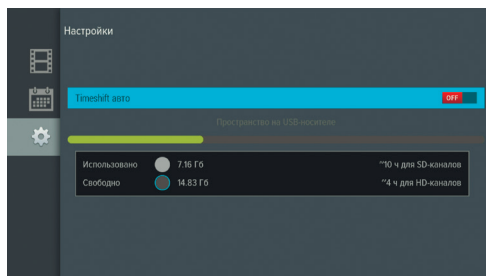 Настройки
Timeshift авто OFF
Пространство на USB-носителе
Использовано 7.16 Гб ~10 ч для SD-каналов
Свободно 14.83 Гб ~4 ч для HD-каналов